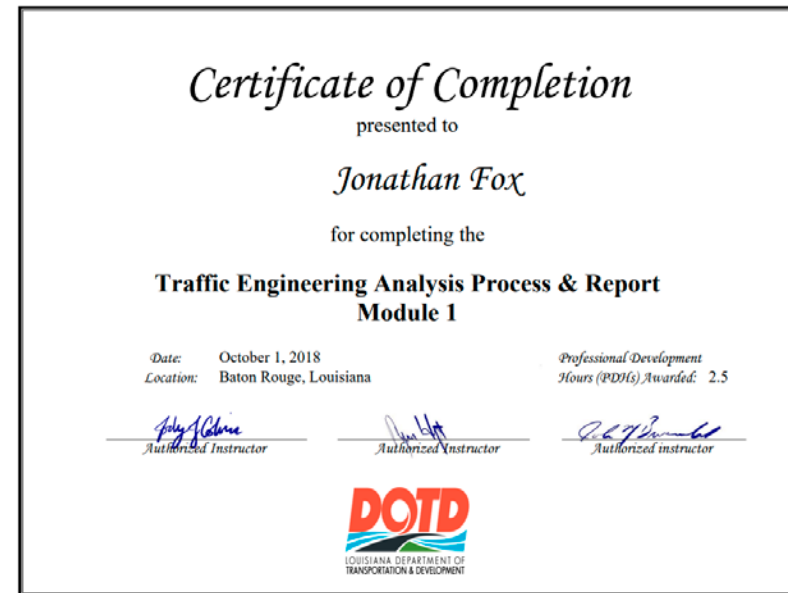 Certificate of Completion
presented to
Jonathan Fox
for completing the
Traffic Engineering Analysis Process & Report
Module 1
Date: October 1, 2018
Location: Baton Rouge, Louisiana
Professional Development
Hours (PDHs) Awarded: 2.5
Authorized Instructor
Authorized Instructor
Authorized instructor
DOTD
LOUISIANA DEPARTMENT OF
TRANSPORTATION & DEVELOPMENT